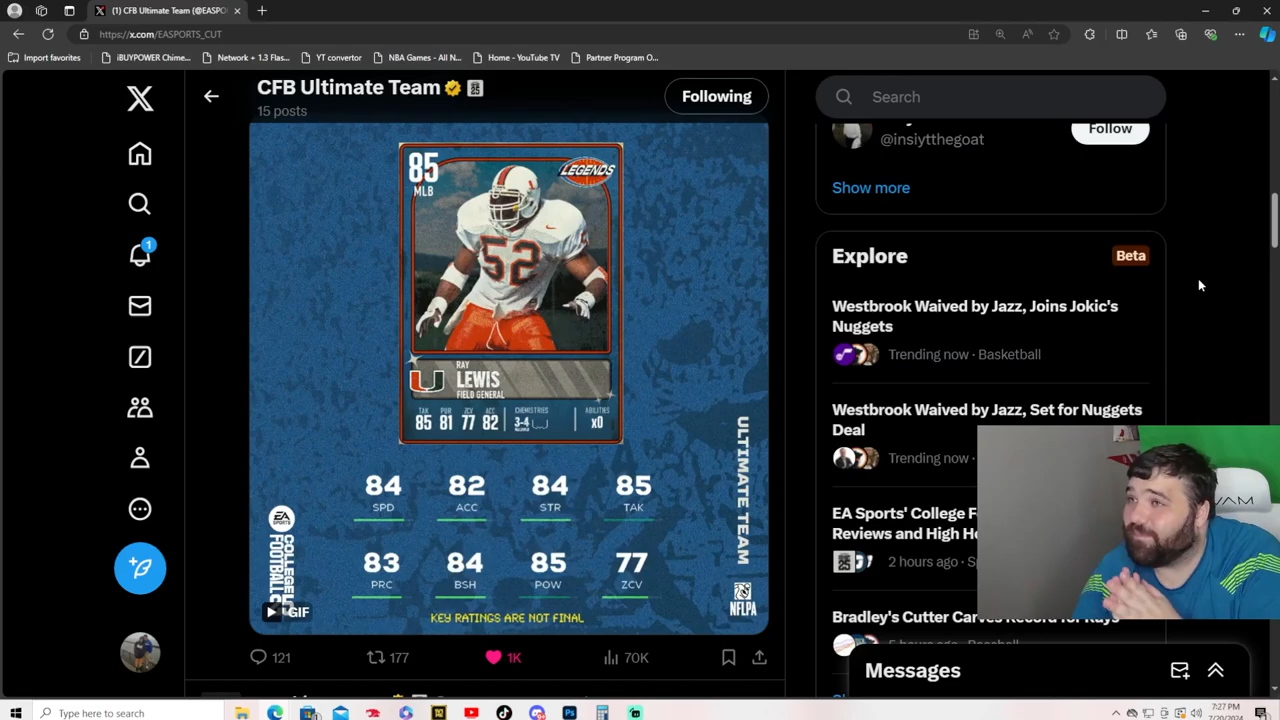 (1) CFB Ultimate Team (@EASPO
https://x.com/EASPORTS_CUT
Import favorites
iBUYPOWER Chime...
Network + 1.3 Flas...
YT convertor
NBA Games - All N...
Home - YouTube TV
Partner Program O...
CFB Ultimate Team
15 posts
Following
Search
@insiytthegoat
Follow
Show more
85
MLB
LEGENDS
52
RAY
LEWIS
FIELD GENERAL
TAK PUR ZCV ACC
85 81 77 82
CHEMISTRIES
3-4
ABILITIES
x0
84 82 84 85
SPD ACC STR TAK
83 84 85 77
PRC BSH POW ZCV
KEY RATINGS ARE NOT FINAL
EA SPORTS
COLLEGE FOOTBALL 25
GIF
ULTIMATE TEAM
NFLPA
121
177
1K
70K
Explore
Beta
Westbrook Waived by Jazz, Joins Jokic's
Nuggets
Trending now · Basketball
Westbrook Waived by Jazz, Set for Nuggets
Deal
Trending now ·
EA Sports' College F
Reviews and High H
2 hours ago ·
Bradley's Cutter Carves Record for Rays
Messages
1
Type here to search
7:27 PM
7/20/2024